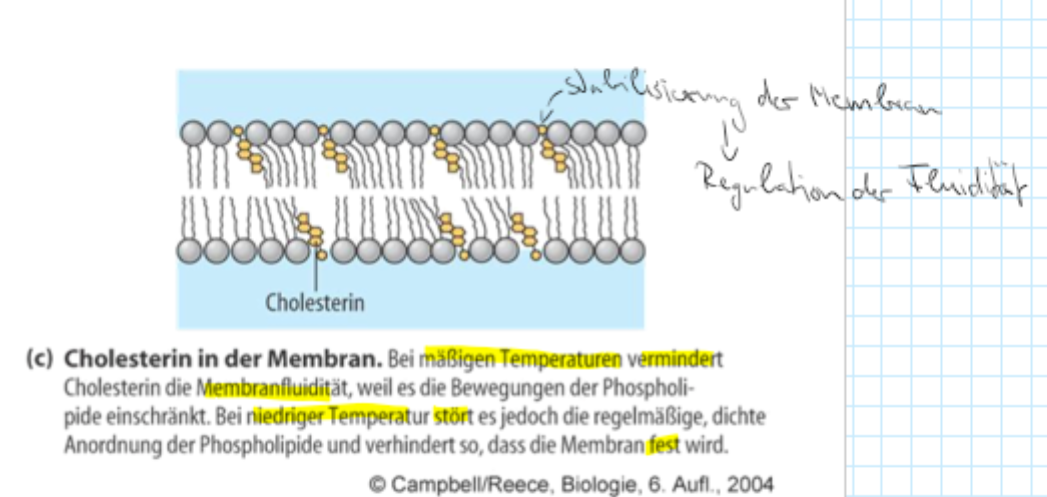 Stabilisierung der Membran
Regulation der Fluidität
Cholesterin
(c) Cholesterin in der Membran. Bei mäßigen Temperaturen vermindert
Cholesterin die Membranfluidität, weil es die Bewegungen der Phospholi-
pide einschränkt. Bei niedriger Temperatur stört es jedoch die regelmäßige, dichte
Anordnung der Phospholipide und verhindert so, dass die Membran fest wird.
© Campbell/Reece, Biologie, 6. Aufl., 2004